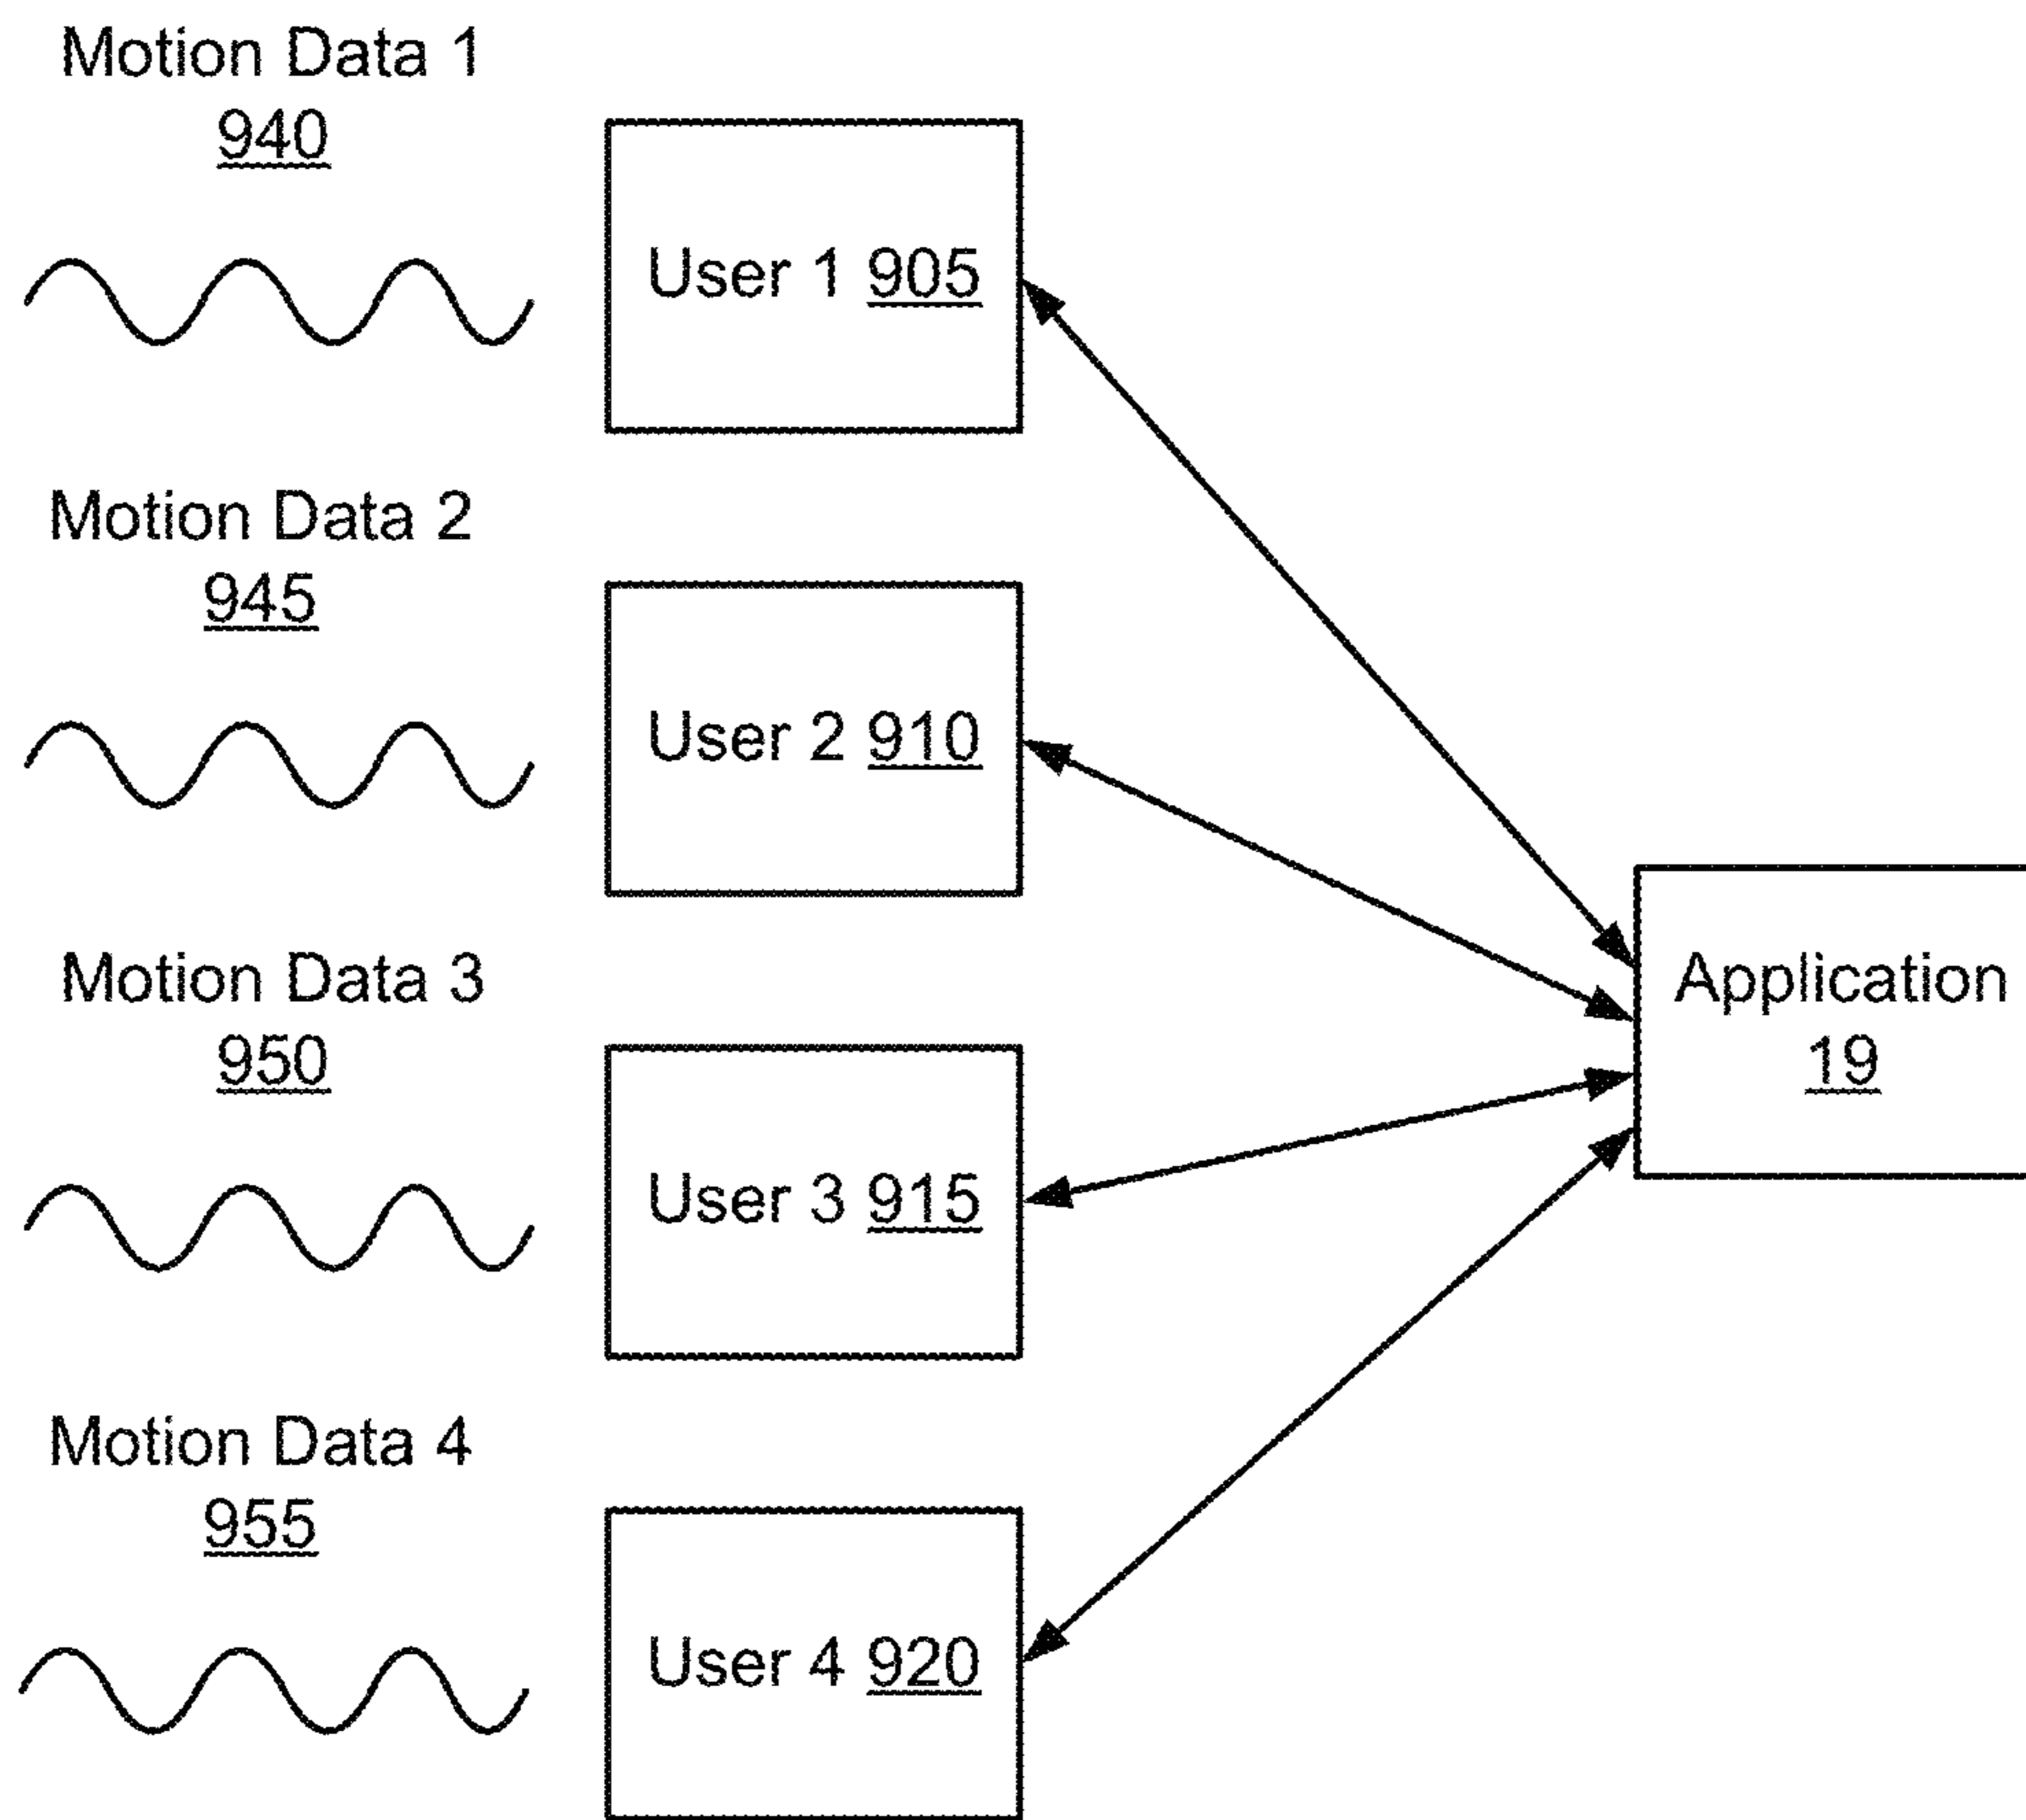 Motion Data 1
940
User 1 905
Motion Data 2
945
User 2 910
Motion Data 3
950
User 3 915
Motion Data 4
955
User 4 920
Application
19